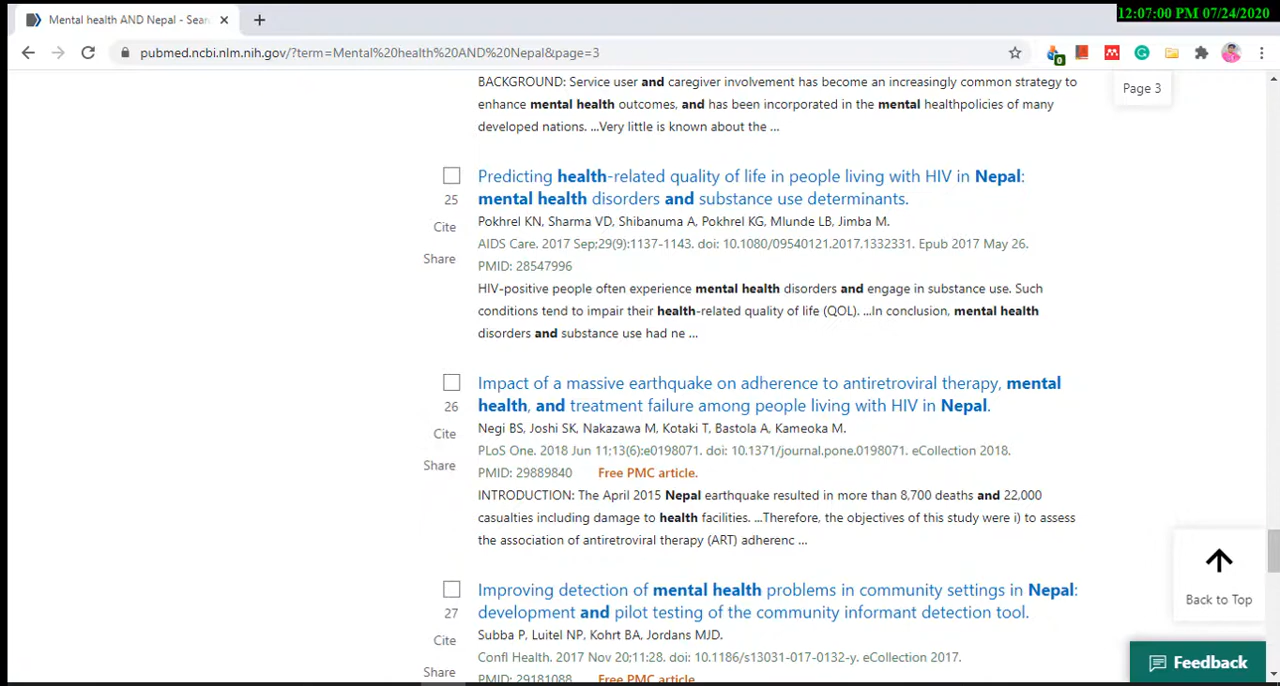 Mental health AND Nepal - Sear
12:07:00 PM 07/24/2020
pubmed.ncbi.nlm.nih.gov/?term=Mental%20health%20AND%20Nepal&page=3
0
BACKGROUND: Service user and caregiver involvement has become an increasingly common strategy to
Page 3
enhance mental health outcomes, and has been incorporated in the mental healthpolicies of many
developed nations. ...Very little is known about the ...
Predicting health-related quality of life in people living with HIV in Nepal:
25
mental health disorders and substance use determinants.
Cite
Pokhrel KN, Sharma VD, Shibanuma A, Pokhrel KG, Mlunde LB, Jimba M.
AIDS Care. 2017 Sep;29(9):1137-1143. doi: 10.1080/09540121.2017.1332331. Epub 2017 May 26.
Share
PMID: 28547996
HIV-positive people often experience mental health disorders and engage in substance use. Such
conditions tend to impair their health-related quality of life (QOL). ...In conclusion, mental health
disorders and substance use had ne ...
Impact of a massive earthquake on adherence to antiretroviral therapy, mental
26
health, and treatment failure among people living with HIV in Nepal.
Cite
Negi BS, Joshi SK, Nakazawa M, Kotaki T, Bastola A, Kameoka M.
PLoS One. 2018 Jun 11;13(6):e0198071. doi: 10.1371/journal.pone.0198071. eCollection 2018.
Share
PMID: 29889840 Free PMC article.
INTRODUCTION: The April 2015 Nepal earthquake resulted in more than 8,700 deaths and 22,000
casualties including damage to health facilities. ...Therefore, the objectives of this study were i) to assess
the association of antiretroviral therapy (ART) adherenc ...
Improving detection of mental health problems in community settings in Nepal:
27
development and pilot testing of the community informant detection tool.
Cite
Subba P, Luitel NP, Kohrt BA, Jordans MJD.
Confl Health. 2017 Nov 20;11:28. doi: 10.1186/s13031-017-0132-y. eCollection 2017.
Share
PMID: 29181088 Free PMC article.
Back to Top
Feedback